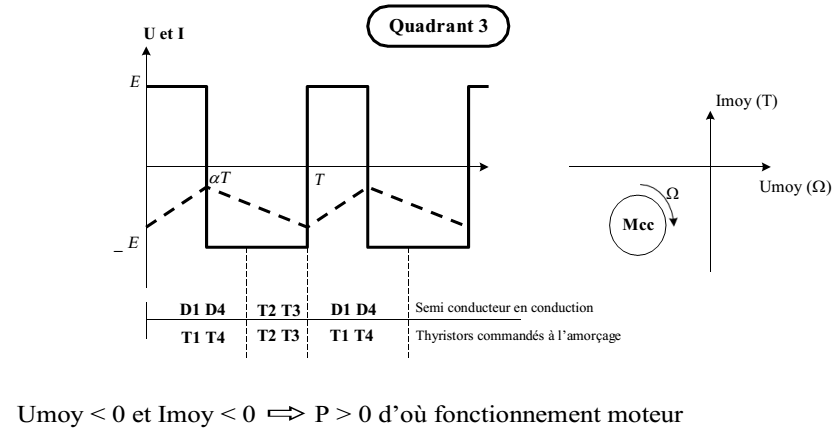 Quadrant 3
U et I
E
αT
T
_ E
D1 D4 T2 T3 D1 D4 Semi conducteur en conduction
T1 T4 T2 T3 T1 T4 Thyristors commandés à l'amorçage
Imoy (T)
Umoy (Ω)
Ω
Mcc
Umoy < 0 et Imoy < 0 ⇨ P > 0 d'où fonctionnement moteur